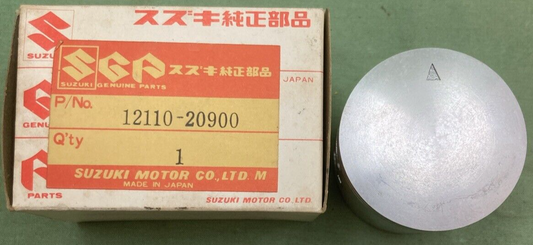 スズキ純正部品
SUZUKI
SGP スズキ純正部品
SUZUKI GENUINE PARTS
JAPAN
P/No. 12110-20900
Q'ty 1
SUZUKI MOTOR CO.,LTD. M
MADE IN JAPAN
PARTS
SUZUKI MOTOR CO.,LTD.